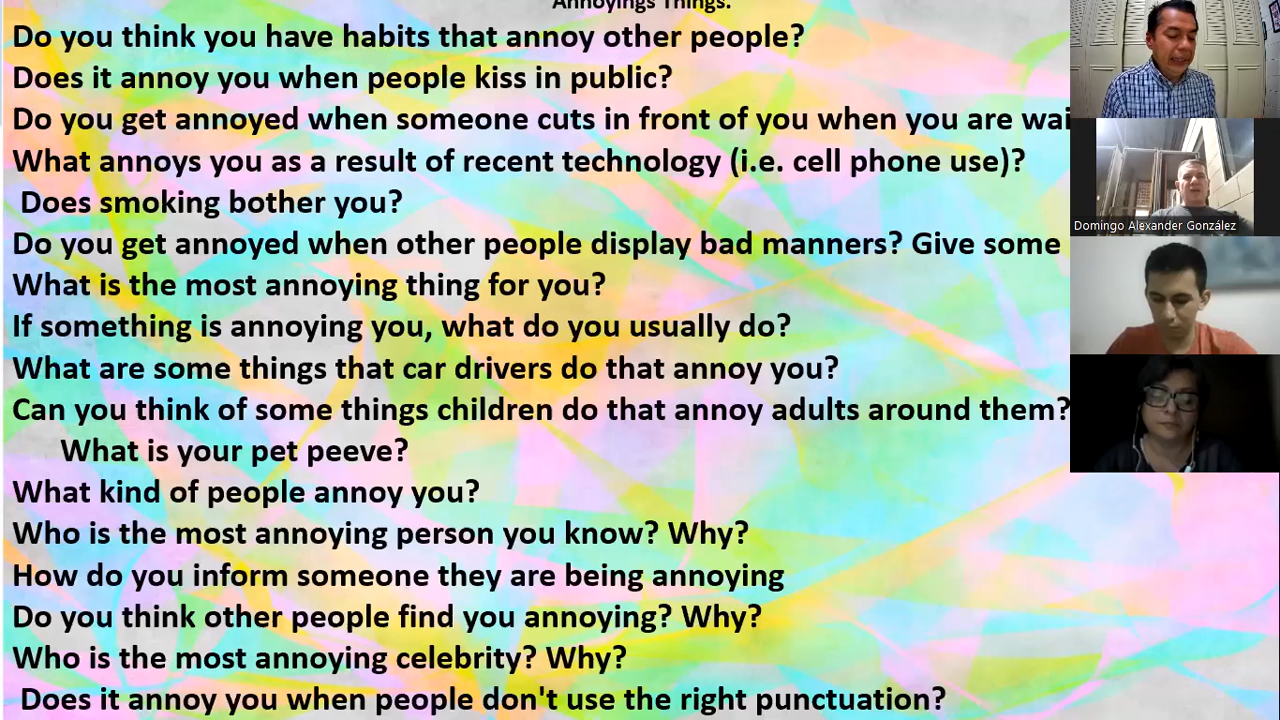 Annoyings Things.
Do you think you have habits that annoy other people?
Does it annoy you when people kiss in public?
Do you get annoyed when someone cuts in front of you when you are wai
What annoys you as a result of recent technology (i.e. cell phone use)?
Does smoking bother you?
Domingo Alexander González
Do you get annoyed when other people display bad manners? Give some
What is the most annoying thing for you?
If something is annoying you, what do you usually do?
What are some things that car drivers do that annoy you?
Can you think of some things children do that annoy adults around them?
What is your pet peeve?
What kind of people annoy you?
Who is the most annoying person you know? Why?
How do you inform someone they are being annoying
Do you think other people find you annoying? Why?
Who is the most annoying celebrity? Why?
Does it annoy you when people don't use the right punctuation?